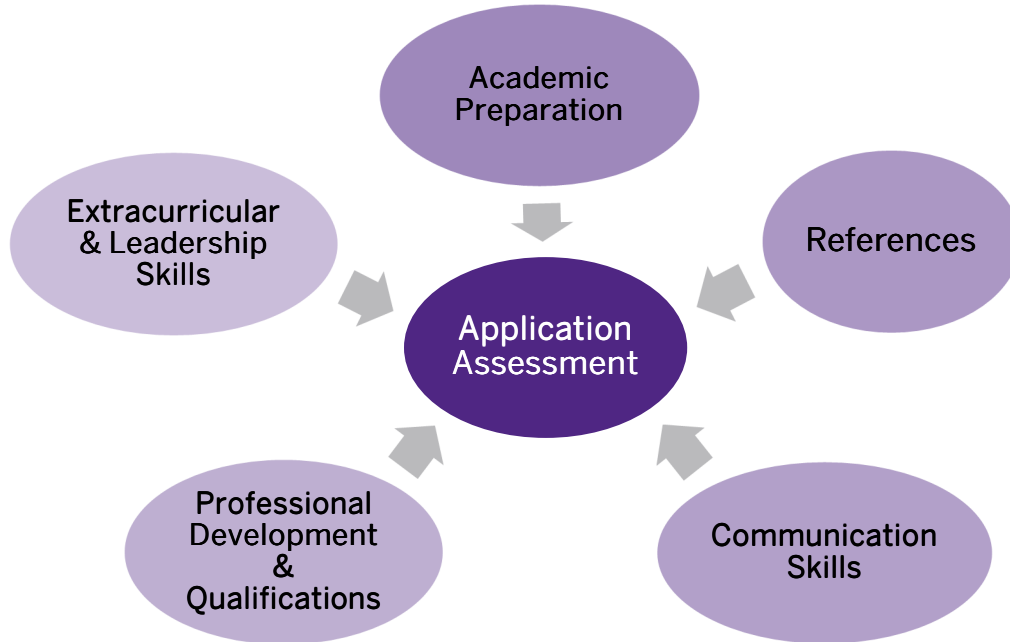 Academic
Preparation
References
Communication
Skills
Professional
Development
&
Qualifications
Extracurricular
& Leadership
Skills
Application
Assessment